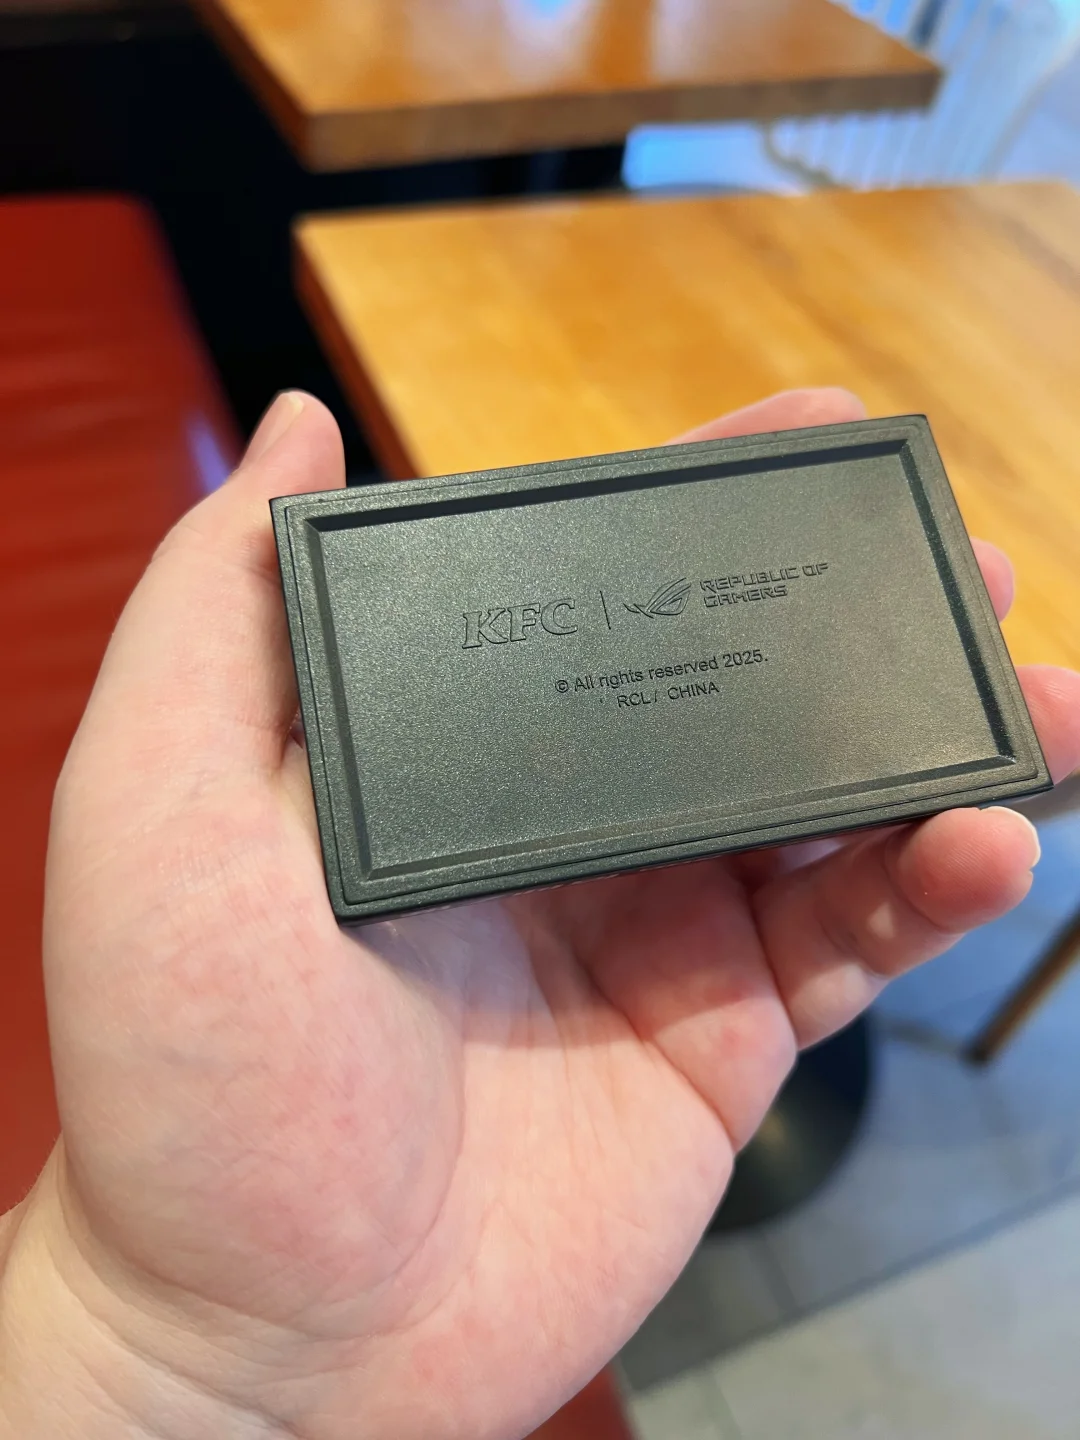 KFC | REPUBLIC OF
GAMERS
© All rights reserved 2025.
RCL/ CHINA